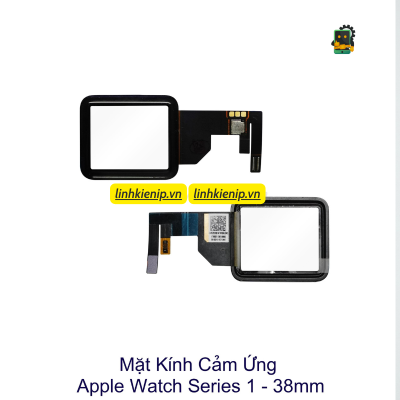 linhkienip.vn linhkienip.vn
Mặt Kính Cảm Ứng
Apple Watch Series 1 - 38mm